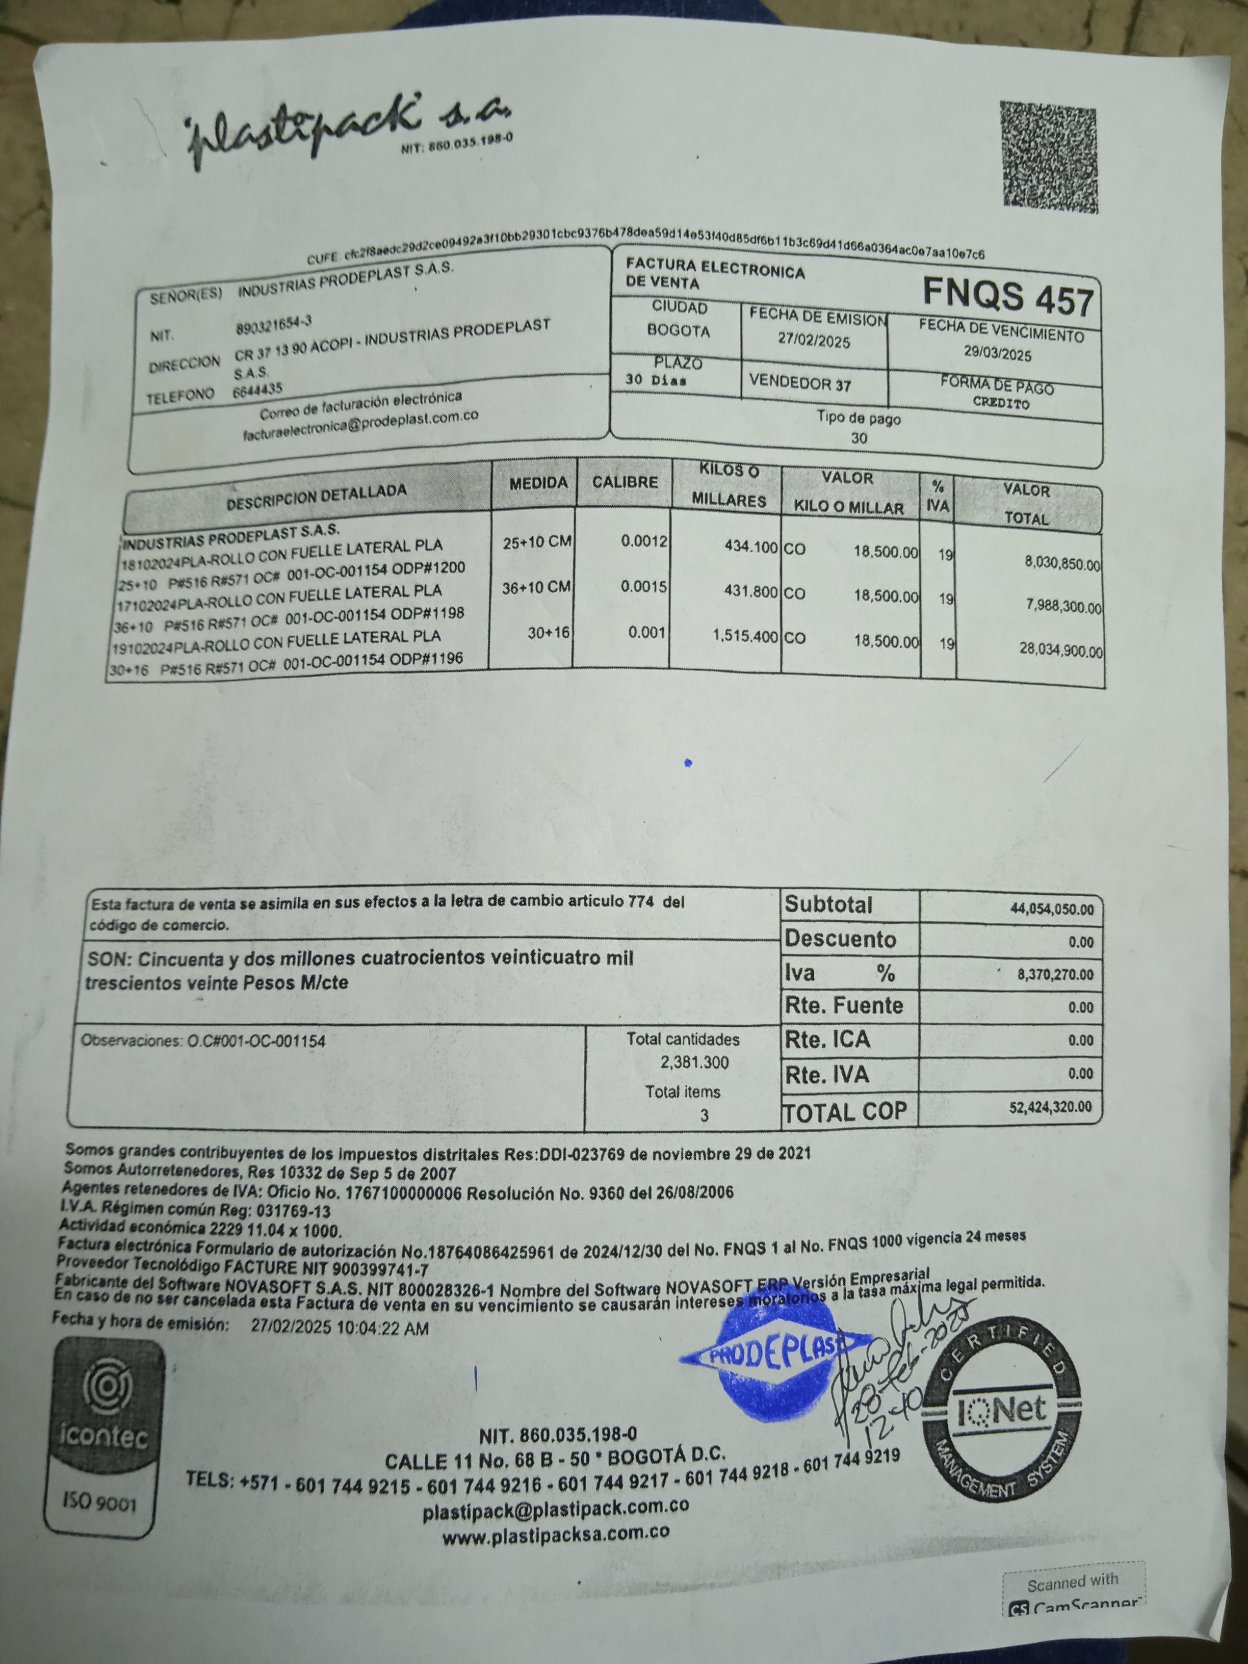 plastipack s.a.
NIT: 860.035.198-0
CUFE cfc2f8aedc29d2ce09492a3f10bb29301cbc9376b478dea59d14e53f40d85df6b11b3c69d41d66a0364ac0e7aa10e7c6
SEÑOR(ES) INDUSTRIAS PRODEPLAST S.A.S.
NIT. 890321654-3
DIRECCION CR 37 13 90 ACOPI - INDUSTRIAS PRODEPLAST
S.A.S.
TELEFONO 6644435
Correo de facturación electrónica
facturaelectronica@prodeplast.com.co
FACTURA ELECTRONICA
DE VENTA
FNQS 457
CIUDAD FECHA DE EMISION FECHA DE VENCIMIENTO
BOGOTA 27/02/2025 29/03/2025
PLAZO VENDEDOR 37 FORMA DE PAGO
30 Dias CREDITO
Tipo de pago
30
DESCRIPCION DETALLADA MEDIDA CALIBRE KILOS O MILLARES VALOR KILO O MILLAR % IVA VALOR TOTAL
INDUSTRIAS PRODEPLAST S.A.S.
18102024PLA-ROLLO CON FUELLE LATERAL PLA 25+10 CM 0.0012 434.100 CO 18,500.00 19 8,030,850.00
25+10 P#516 R#571 OC# 001-OC-001154 ODP#1200
17102024PLA-ROLLO CON FUELLE LATERAL PLA 36+10 CM 0.0015 431.800 CO 18,500.00 19 7,988,300.00
36+10 P#516 R#571 OC# 001-OC-001154 ODP#1198
19102024PLA-ROLLO CON FUELLE LATERAL PLA 30+16 0.001 1,515.400 CO 18,500.00 19 28,034,900.00
30+16 P#516 R#571 OC# 001-OC-001154 ODP#1196
Esta factura de venta se asimila en sus efectos a la letra de cambio articulo 774 del
código de comercio.
SON: Cincuenta y dos millones cuatrocientos veinticuatro mil
trescientos veinte Pesos M/cte
Observaciones: O.C#001-OC-001154
Total cantidades
2,381.300
Total items
3
Subtotal 44,054,050.00
Descuento 0.00
Iva % 8,370,270.00
Rte. Fuente 0.00
Rte. ICA 0.00
Rte. IVA 0.00
TOTAL COP 52,424,320.00
Somos grandes contribuyentes de los impuestos distritales Res:DDI-023769 de noviembre 29 de 2021
Somos Autorretenedores, Res 10332 de Sep 5 de 2007
Agentes retenedores de IVA: Oficio No. 1767100000006 Resolución No. 9360 del 26/08/2006
I.V.A. Régimen común Reg: 031769-13
Actividad económica 2229 11.04 x 1000.
Factura electrónica Formulario de autorización No.18764086425961 de 2024/12/30 del No. FNQS 1 al No. FNQS 1000 vigencia 24 meses
Proveedor Tecnolódigo FACTURE NIT 900399741-7
Fabricante del Software NOVASOFT S.A.S. NIT 800028326-1 Nombre del Software NOVASOFT ERP Versión Empresarial
En caso de no ser cancelada esta Factura de venta en su vencimiento se causarán intereses moratorios a la tasa máxima legal permitida.
Fecha y hora de emisión: 27/02/2025 10:04:22 AM
PRODEPLAST
28-feb-2025
12:40
icontec
ISO 9001
CERTIFIED
IQNet
MANAGEMENT SYSTEM
NIT. 860.035.198-0
CALLE 11 No. 68 B - 50 * BOGOTÁ D.C.
TELS: +571 - 601 744 9215 - 601 744 9216 - 601 744 9217 - 601 744 9218 - 601 744 9219
plastipack@plastipack.com.co
www.plastipacksa.com.co
Scanned with
CS CamScanner